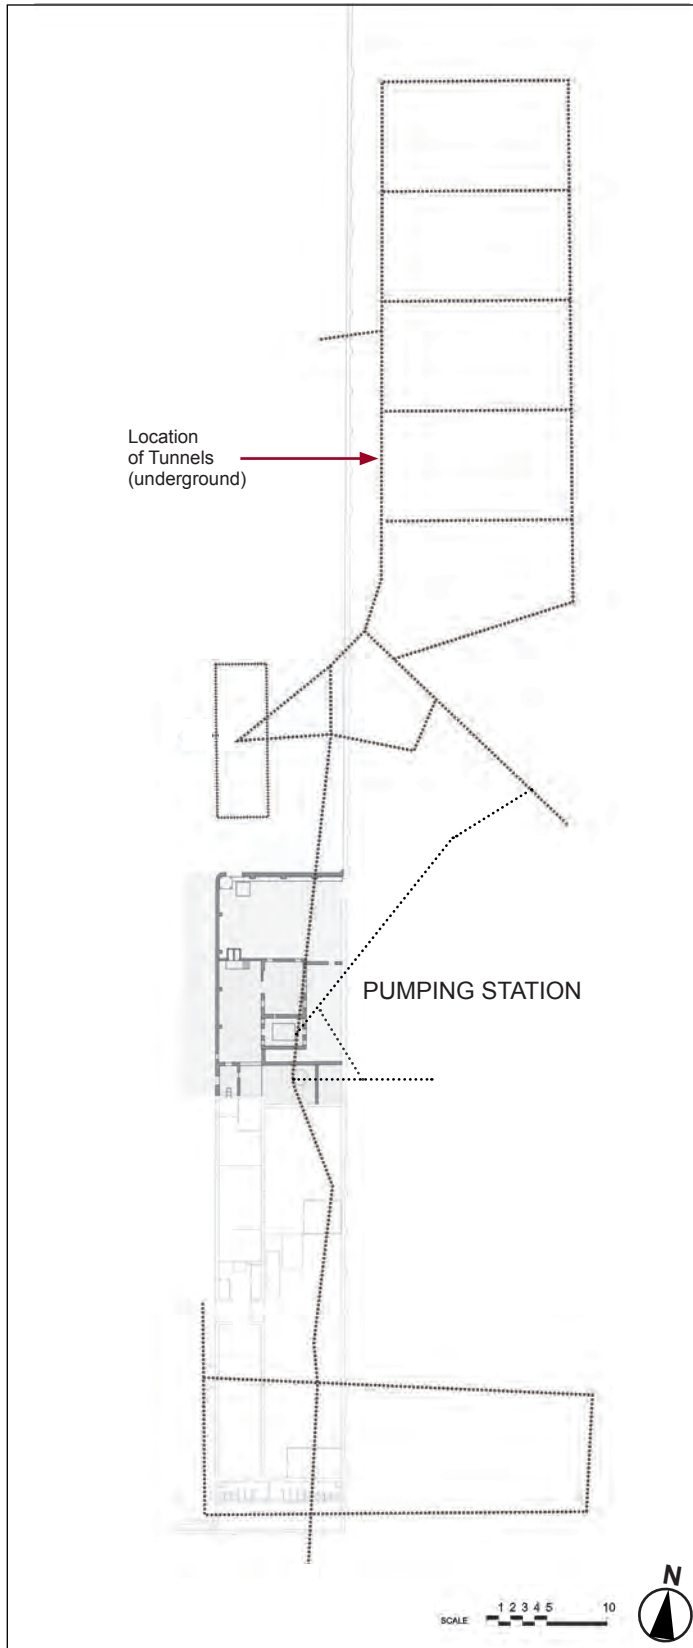 Location
of Tunnels
(underground)
PUMPING STATION
N
SCALE 1 2 3 4 5 10